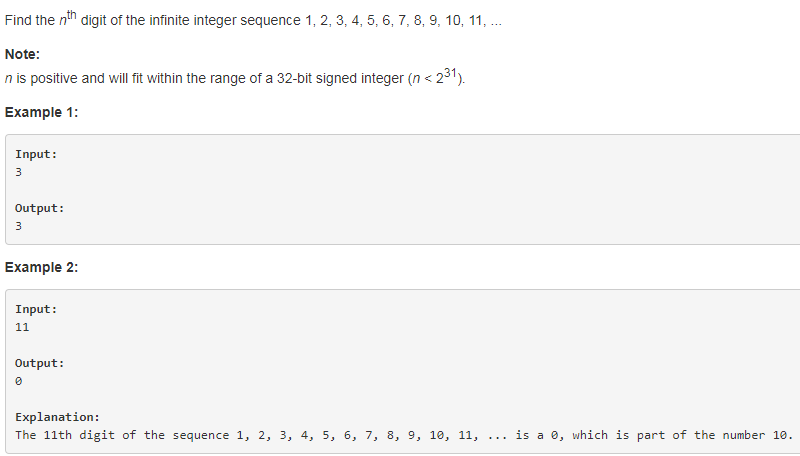 Find the nth digit of the infinite integer sequence 1, 2, 3, 4, 5, 6, 7, 8, 9, 10, 11, ...
Note:
n is positive and will fit within the range of a 32-bit signed integer (n < 231).
Example 1:
Input:
3
Output:
3
Example 2:
Input:
11
Output:
0
Explanation:
The 11th digit of the sequence 1, 2, 3, 4, 5, 6, 7, 8, 9, 10, 11, ... is a 0, which is part of the number 10.